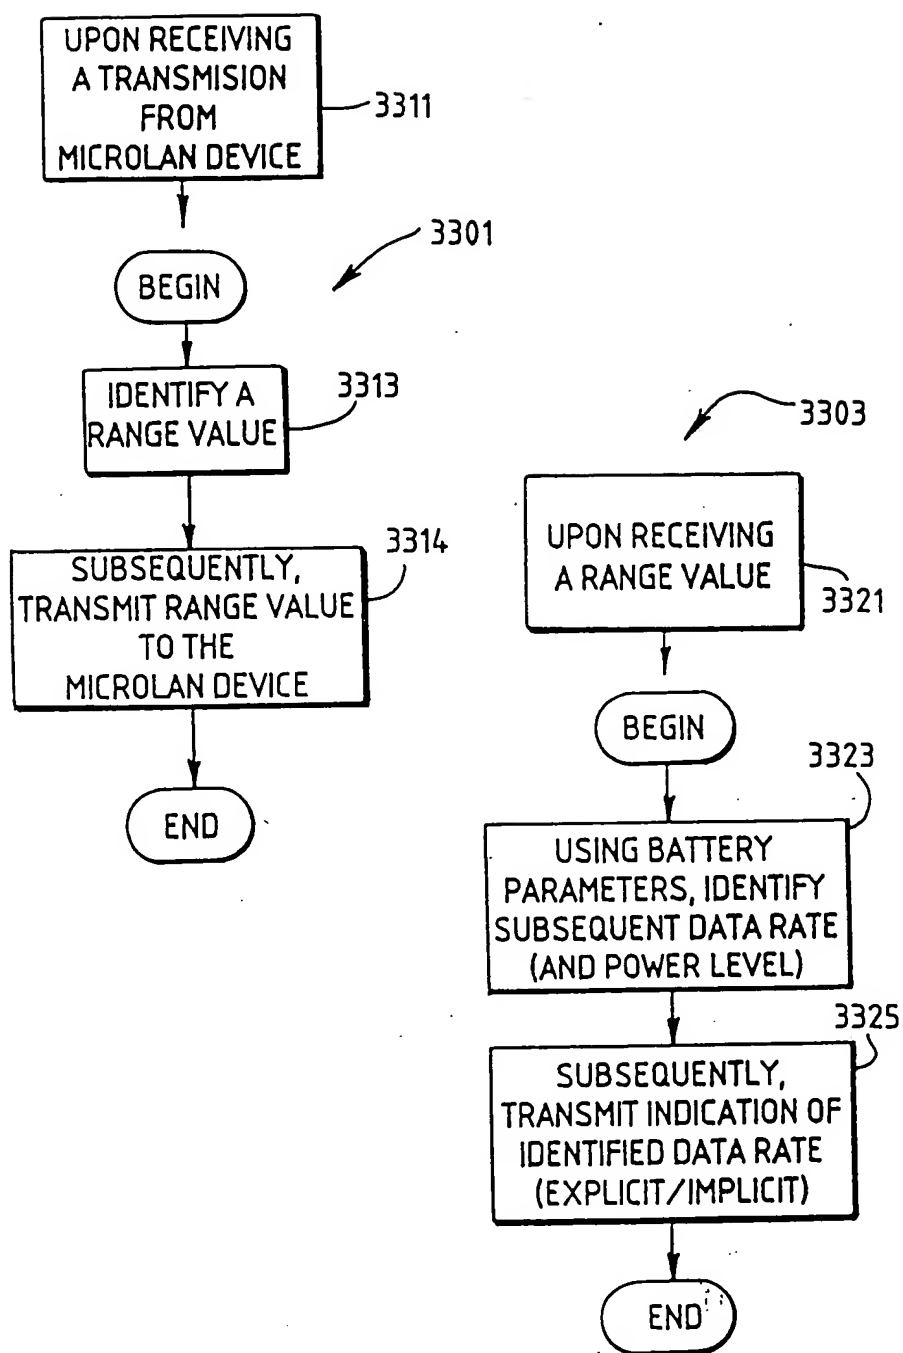 UPON RECEIVING
A TRANSMISION
FROM
MICROLAN DEVICE
3311
3301
BEGIN
IDENTIFY A
RANGE VALUE
3313
SUBSEQUENTLY,
TRANSMIT RANGE VALUE
TO THE
MICROLAN DEVICE
3314
END
3303
UPON RECEIVING
A RANGE VALUE
3321
BEGIN
3323
USING BATTERY
PARAMETERS, IDENTIFY
SUBSEQUENT DATA RATE
(AND POWER LEVEL)
3325
SUBSEQUENTLY,
TRANSMIT INDICATION OF
IDENTIFIED DATA RATE
(EXPLICIT/IMPLICIT)
END